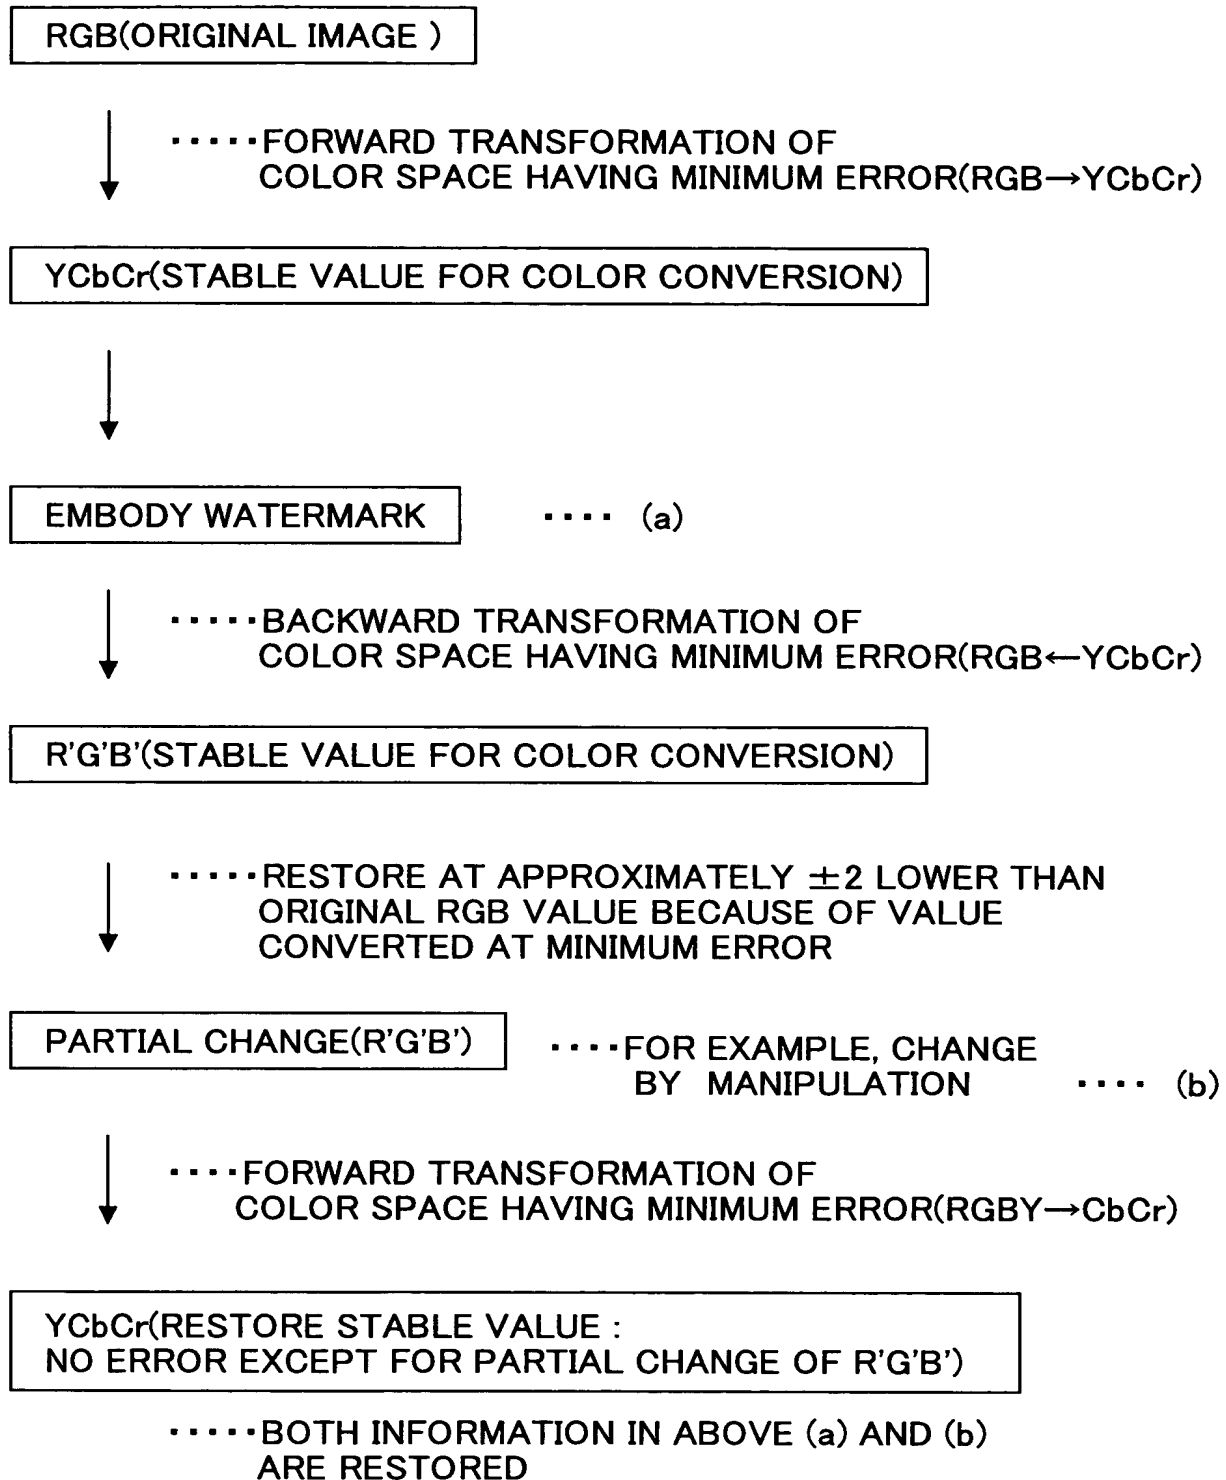 RGB(ORIGINAL IMAGE )
·····FORWARD TRANSFORMATION OF
COLOR SPACE HAVING MINIMUM ERROR(RGB→YCbCr)
YCbCr(STABLE VALUE FOR COLOR CONVERSION)
EMBODY WATERMARK ···· (a)
·····BACKWARD TRANSFORMATION OF
COLOR SPACE HAVING MINIMUM ERROR(RGB←YCbCr)
R'G'B'(STABLE VALUE FOR COLOR CONVERSION)
·····RESTORE AT APPROXIMATELY ±2 LOWER THAN
ORIGINAL RGB VALUE BECAUSE OF VALUE
CONVERTED AT MINIMUM ERROR
PARTIAL CHANGE(R'G'B') ····FOR EXAMPLE, CHANGE
BY MANIPULATION ···· (b)
····FORWARD TRANSFORMATION OF
COLOR SPACE HAVING MINIMUM ERROR(RGBY→CbCr)
YCbCr(RESTORE STABLE VALUE :
NO ERROR EXCEPT FOR PARTIAL CHANGE OF R'G'B')
·····BOTH INFORMATION IN ABOVE (a) AND (b)
ARE RESTORED